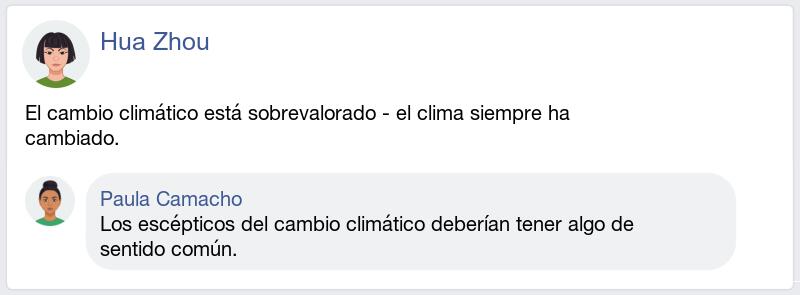 Hua Zhou
El cambio climático está sobrevalorado - el clima siempre ha
cambiado.
Paula Camacho
Los escépticos del cambio climático deberían tener algo de
sentido común.